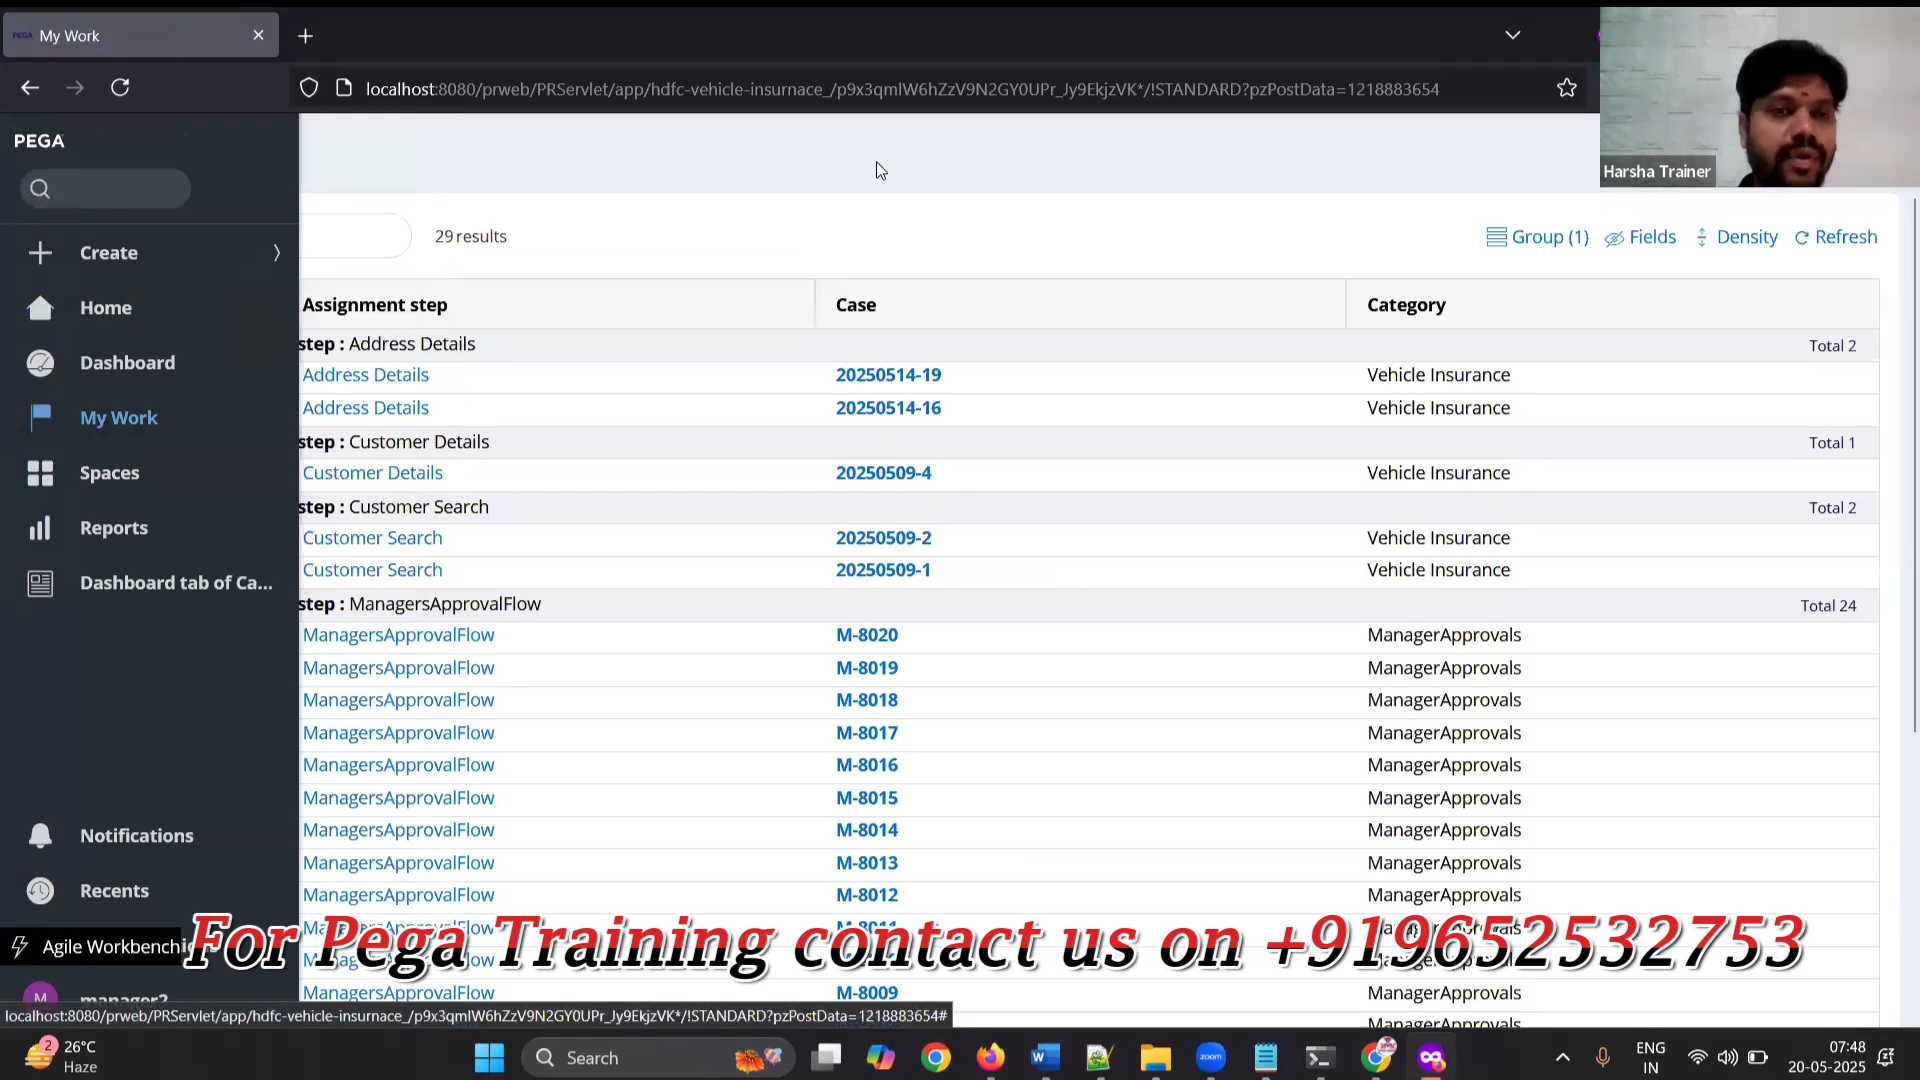 PEGA My Work
localhost:8080/prweb/PRServlet/app/hdfc-vehicle-insurnace_/p9x3qmlW6hZzV9N2GY0UPr_Jy9EkjzVK*/!STANDARD?pzPostData=1218883654
Harsha Trainer
PEGA
Create
Home
Dashboard
My Work
Spaces
Reports
Dashboard tab of Ca...
Notifications
Recents
Agile Workbench
manager2
29 results
Group (1) Fields Density Refresh
Assignment step Case Category
step : Address Details Total 2
Address Details 20250514-19 Vehicle Insurance
Address Details 20250514-16 Vehicle Insurance
step : Customer Details Total 1
Customer Details 20250509-4 Vehicle Insurance
step : Customer Search Total 2
Customer Search 20250509-2 Vehicle Insurance
Customer Search 20250509-1 Vehicle Insurance
step : ManagersApprovalFlow Total 24
ManagersApprovalFlow M-8020 ManagerApprovals
ManagersApprovalFlow M-8019 ManagerApprovals
ManagersApprovalFlow M-8018 ManagerApprovals
ManagersApprovalFlow M-8017 ManagerApprovals
ManagersApprovalFlow M-8016 ManagerApprovals
ManagersApprovalFlow M-8015 ManagerApprovals
ManagersApprovalFlow M-8014 ManagerApprovals
ManagersApprovalFlow M-8013 ManagerApprovals
ManagersApprovalFlow M-8012 ManagerApprovals
For Pega Training contact us on +919652532753
ManagersApprovalFlow M-8009 ManagerApprovals
ManagerApprovals
localhost:8080/prweb/PRServlet/app/hdfc-vehicle-insurnace_/p9x3qmlW6hZzV9N2GY0UPr_Jy9EkjzVK*/!STANDARD?pzPostData=1218883654#
2 26°C
Haze
Search
zoom
ENG
IN
07:48
20-05-2025